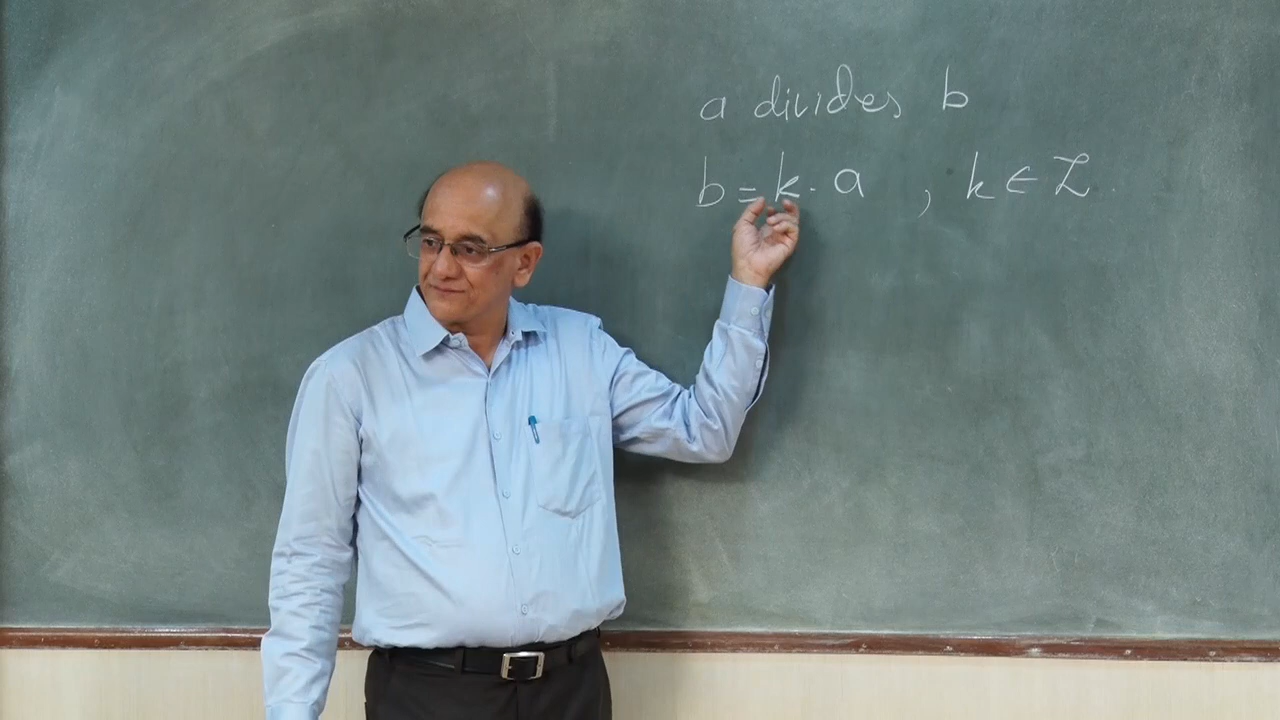 a divides b
b = k · a , k ∈ Z